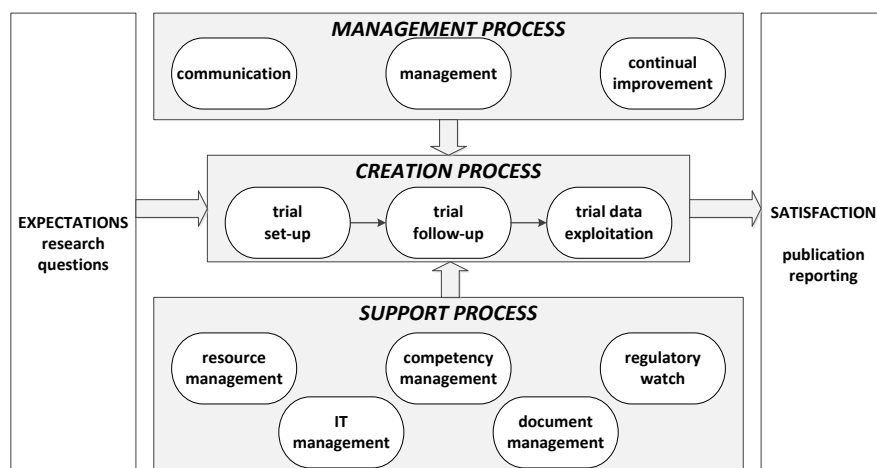 MANAGEMENT PROCESS
communication
management
continual
improvement
CREATION PROCESS
EXPECTATIONS
research
questions
trial
set-up
trial
follow-up
trial data
exploitation
SATISFACTION
publication
reporting
SUPPORT PROCESS
resource
management
competency
management
regulatory
watch
IT
management
document
management